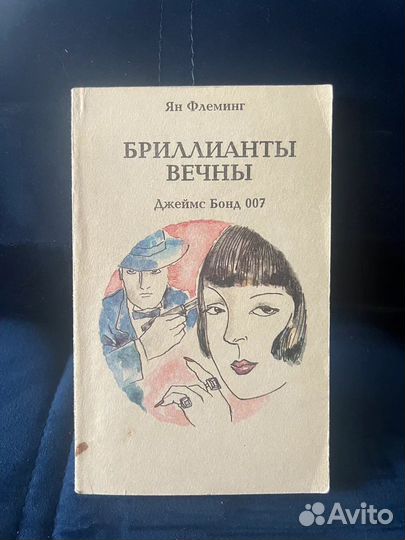 Ян Флеминг
БРИЛЛИАНТЫ
ВЕЧНЫ
Джеймс Бонд 007
Avito